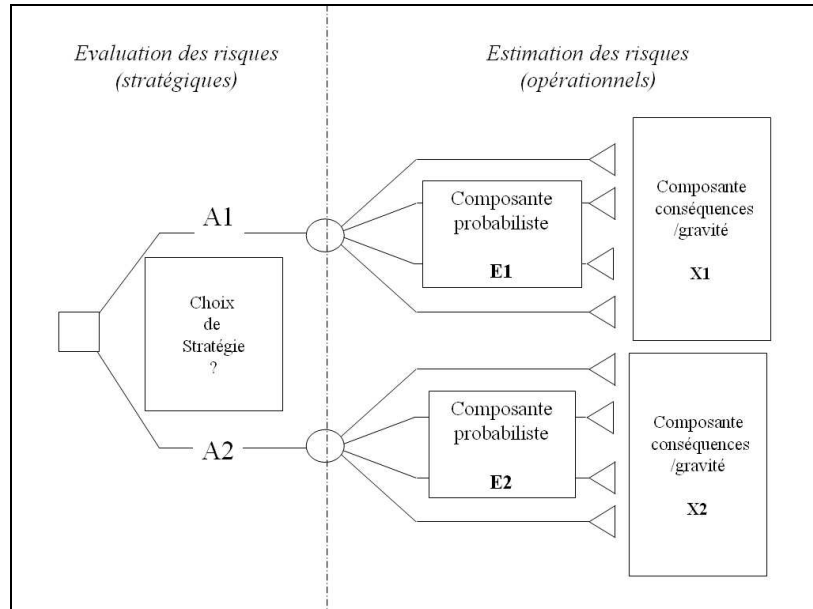 Evaluation des risques
(stratégiques)
Estimation des risques
(opérationnels)
A1
Composante
probabiliste
E1
Composante
conséquences
/gravité
X1
Choix
de
Stratégie
?
A2
Composante
probabiliste
E2
Composante
conséquences
/gravité
X2